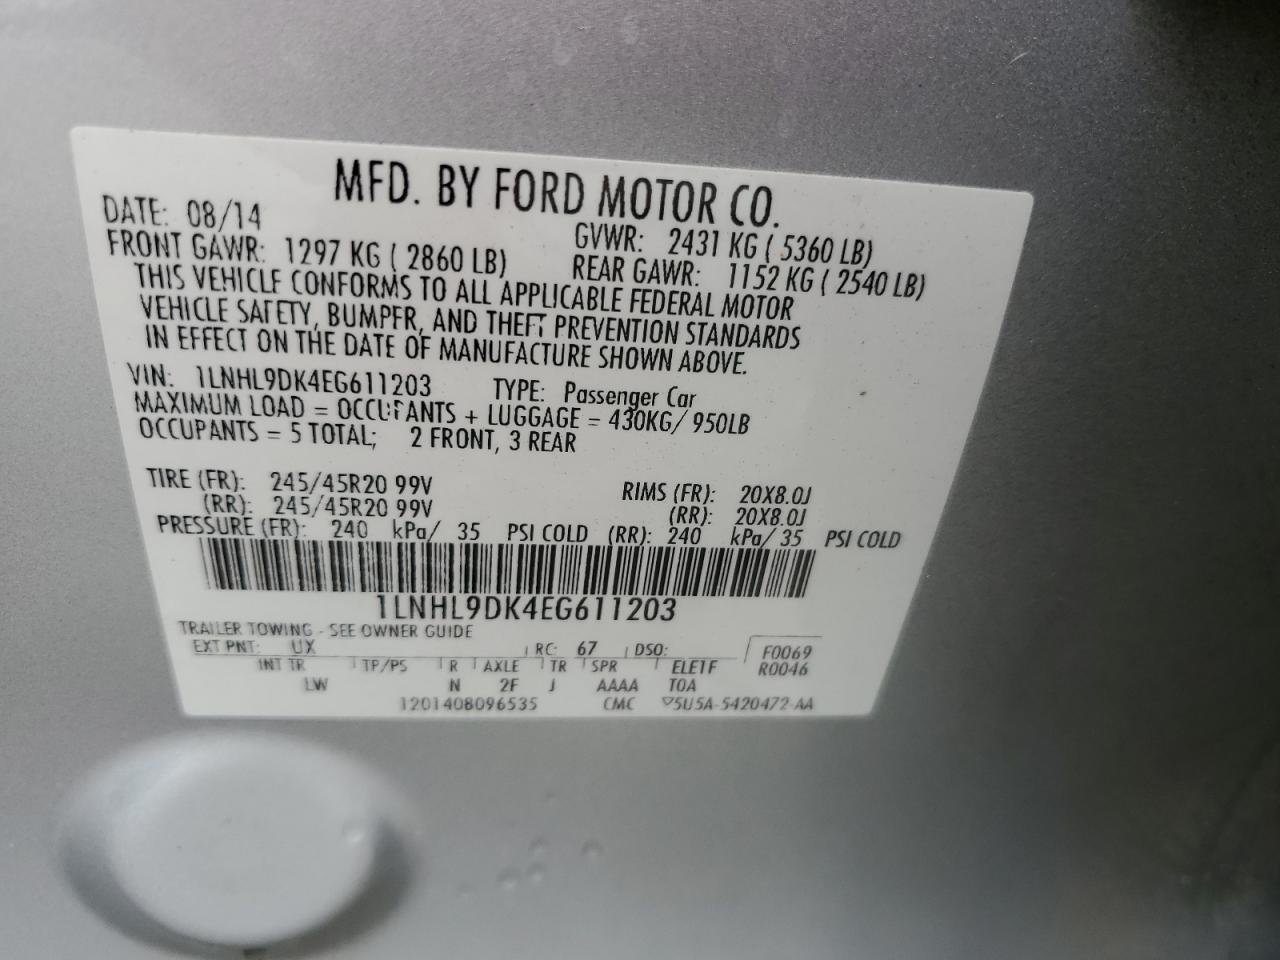 MFD. BY FORD MOTOR CO.
DATE: 08/14 GVWR: 2431 KG ( 5360 LB)
FRONT GAWR: 1297 KG ( 2860 LB) REAR GAWR: 1152 KG ( 2540 LB)
THIS VEHICLE CONFORMS TO ALL APPLICABLE FEDERAL MOTOR
VEHICLE SAFETY, BUMPER, AND THEFT PREVENTION STANDARDS
IN EFFECT ON THE DATE OF MANUFACTURE SHOWN ABOVE.
VIN: 1LNHL9DK4EG611203 TYPE: Passenger Car
MAXIMUM LOAD = OCCUPANTS + LUGGAGE = 430KG/ 950LB
OCCUPANTS = 5 TOTAL; 2 FRONT, 3 REAR
TIRE (FR): 245/45R20 99V RIMS (FR): 20X8.0J
(RR): 245/45R20 99V (RR): 20X8.0J
PRESSURE (FR): 240 kPa/ 35 PSI COLD (RR): 240 kPa/ 35 PSI COLD
1LNHL9DK4EG611203
TRAILER TOWING - SEE OWNER GUIDE
EXT PNT: UX RC: 67 DSO: F0069
INT TR TP/PS R AXLE TR SPR ELETF R0046
LW N 2F J AAAA TOA
1201408096535 CMC ▽5U5A-5420472-AA